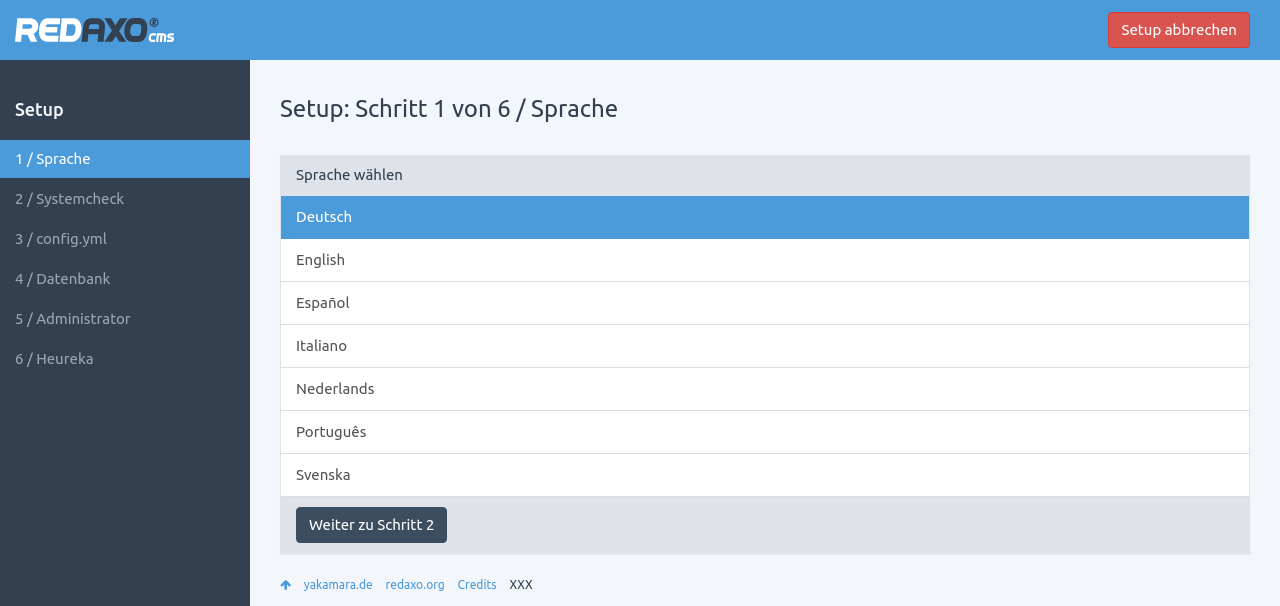 REDAXO® cms
Setup abbrechen
Setup
1 / Sprache
2 / Systemcheck
3 / config.yml
4 / Datenbank
5 / Administrator
6 / Heureka
Setup: Schritt 1 von 6 / Sprache
Sprache wählen
Deutsch
English
Español
Italiano
Nederlands
Português
Svenska
Weiter zu Schritt 2
yakamara.de redaxo.org Credits XXX